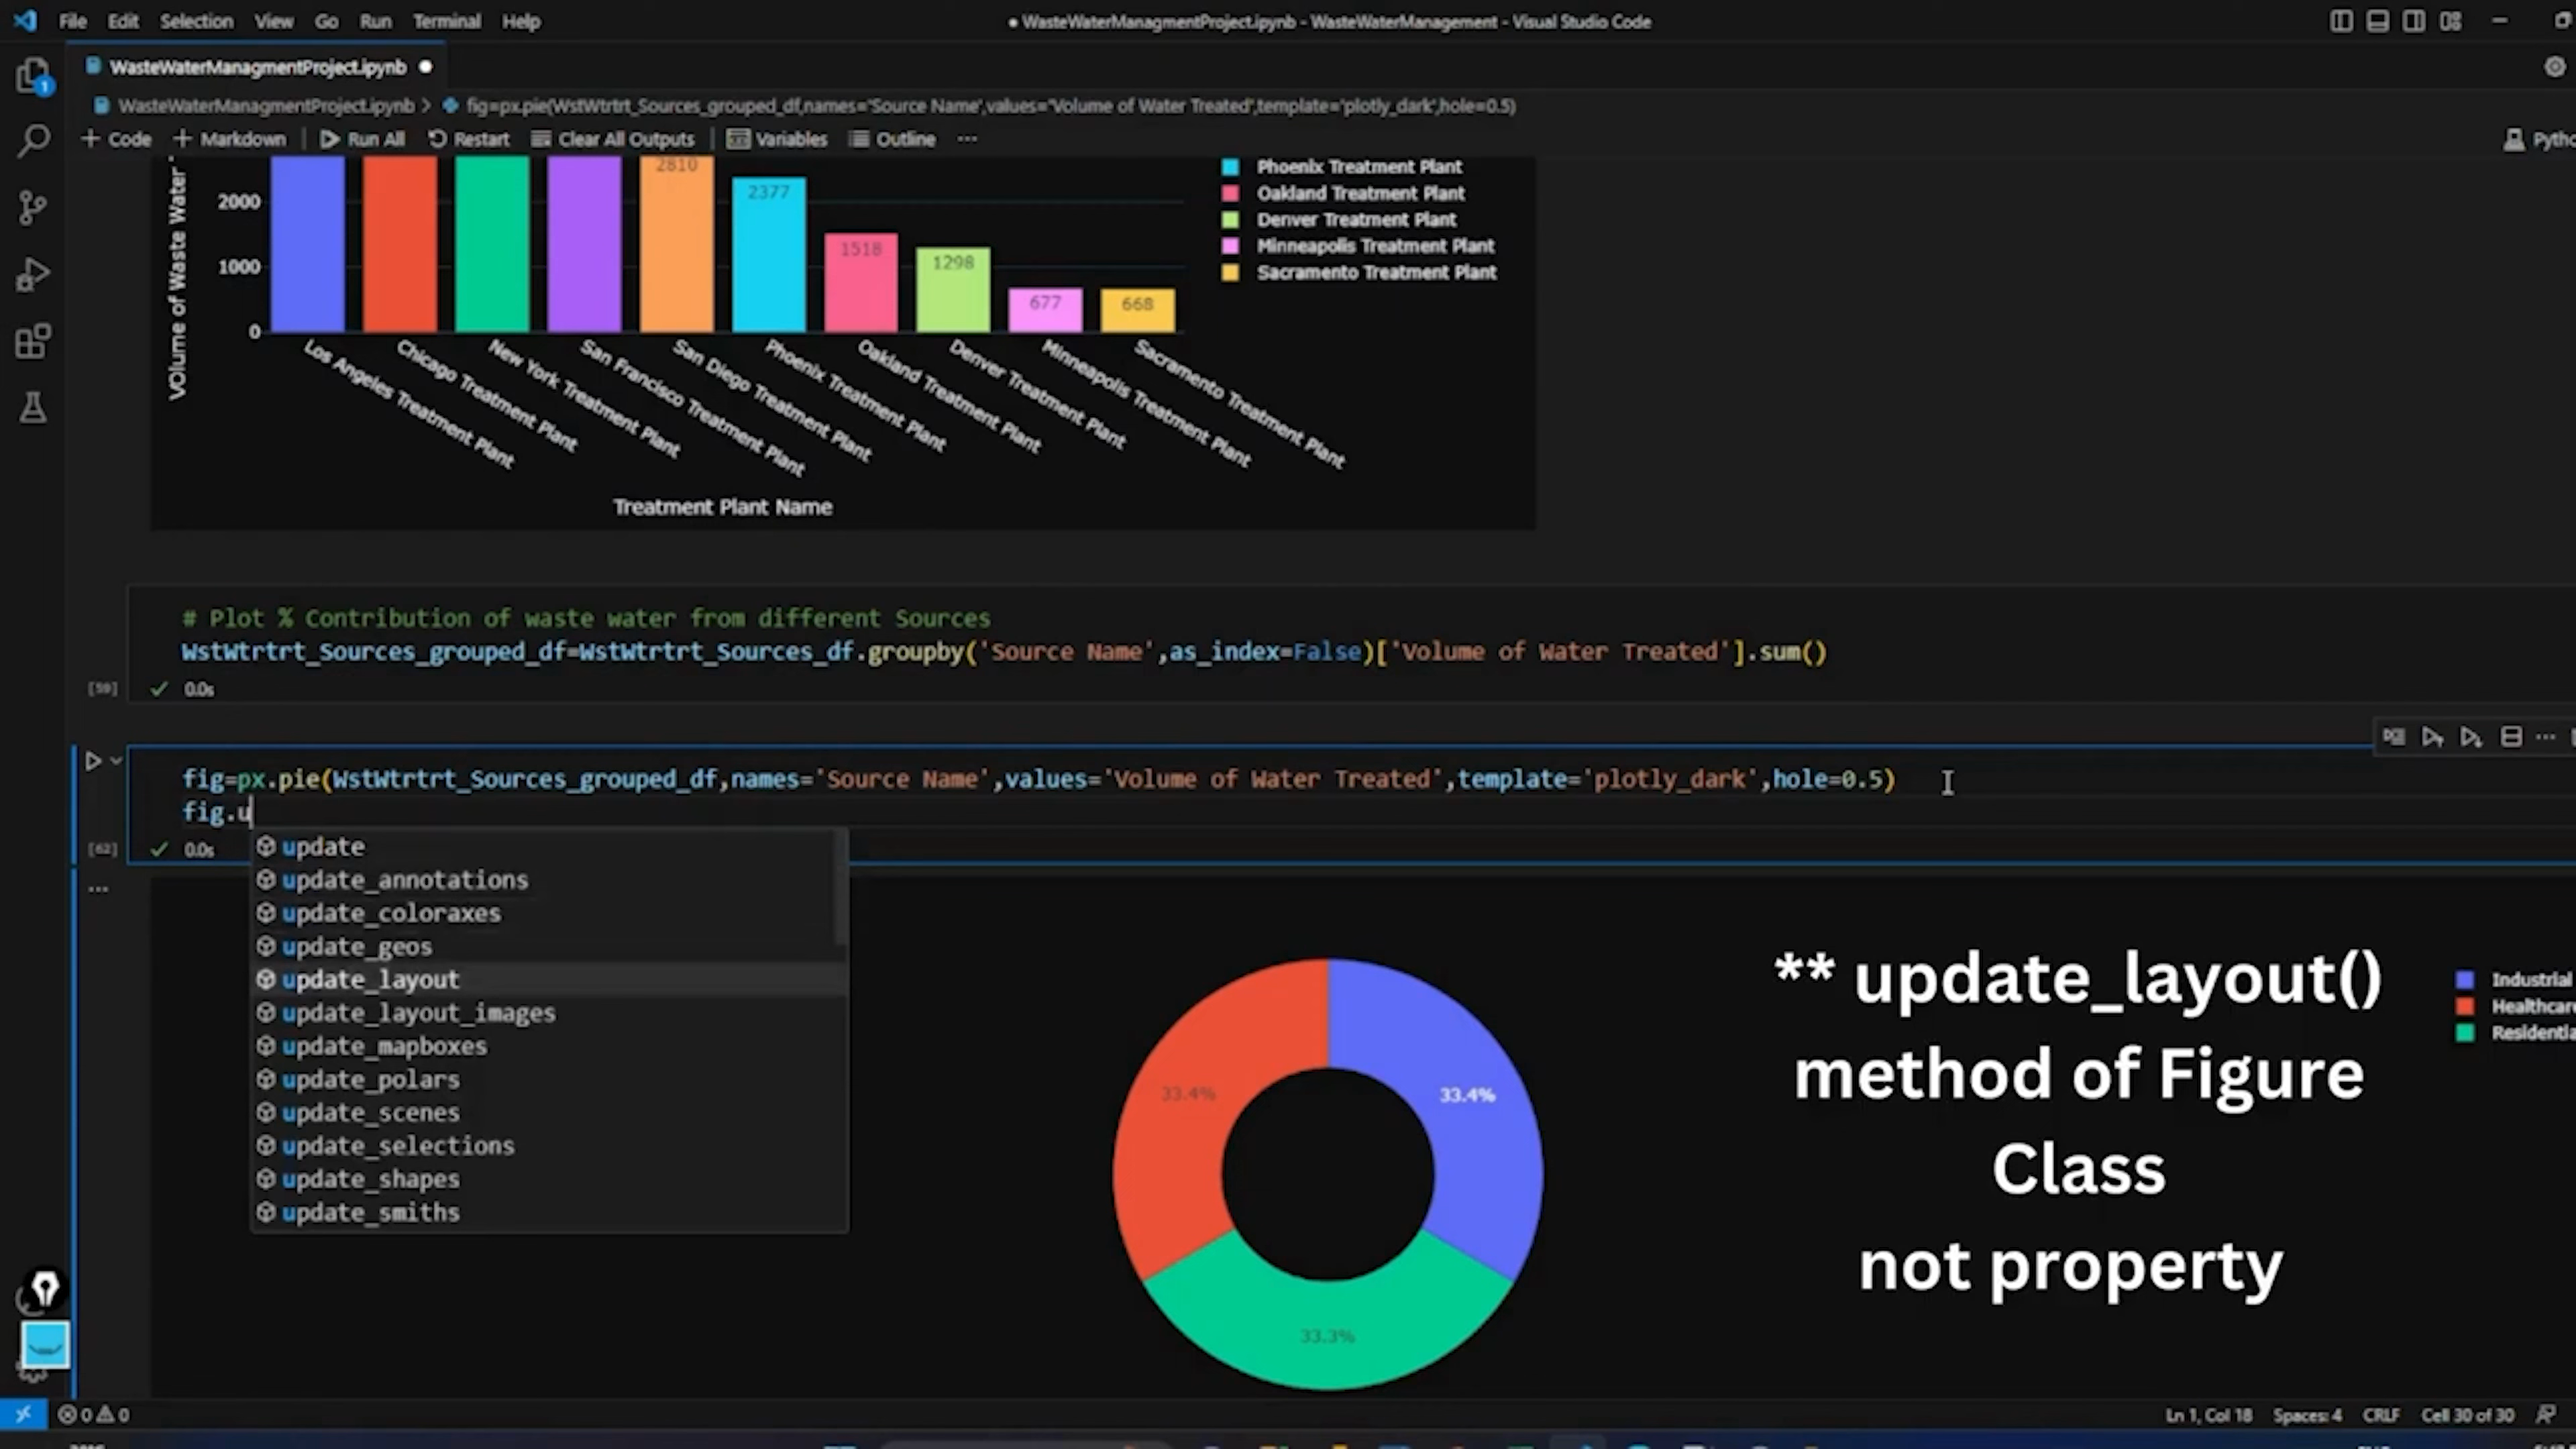 File Edit Selection View Go Run Terminal Help
● WasteWaterManagmentProject.ipynb - WasteWaterManagement - Visual Studio Code
WasteWaterManagmentProject.ipynb ●
1
WasteWaterManagmentProject.ipynb > fig=px.pie(WstWtrtrt_Sources_grouped_df,names='Source Name',values='Volume of Water Treated',template='plotly_dark',hole=0.5)
+ Code + Markdown | Run All Restart Clear All Outputs | Variables Outline ...
VOlume of Waste Water
2000
1000
0
2810
2377
1518
1298
677
668
Phoenix Treatment Plant
Oakland Treatment Plant
Denver Treatment Plant
Minneapolis Treatment Plant
Sacramento Treatment Plant
Los Angeles Treatment Plant
Chicago Treatment Plant
New York Treatment Plant
San Francisco Treatment Plant
San Diego Treatment Plant
Phoenix Treatment Plant
Oakland Treatment Plant
Denver Treatment Plant
Minneapolis Treatment Plant
Sacramento Treatment Plant
Treatment Plant Name
# Plot % Contribution of waste water from different Sources
WstWtrtrt_Sources_grouped_df=WstWtrtrt_Sources_df.groupby('Source Name',as_index=False)['Volume of Water Treated'].sum()
[59] ✓ 0.0s
fig=px.pie(WstWtrtrt_Sources_grouped_df,names='Source Name',values='Volume of Water Treated',template='plotly_dark',hole=0.5)
fig.u
[62] ✓ 0.0s
update
update_annotations
update_coloraxes
update_geos
update_layout
update_layout_images
update_mapboxes
update_polars
update_scenes
update_selections
update_shapes
update_smiths
33.4%
33.4%
33.3%
** update_layout()
method of Figure
Class
not property
Industrial
Healthcar
Residentia
0 0
Ln 1, Col 18 Spaces: 4 CRLF Cell 30 of 30